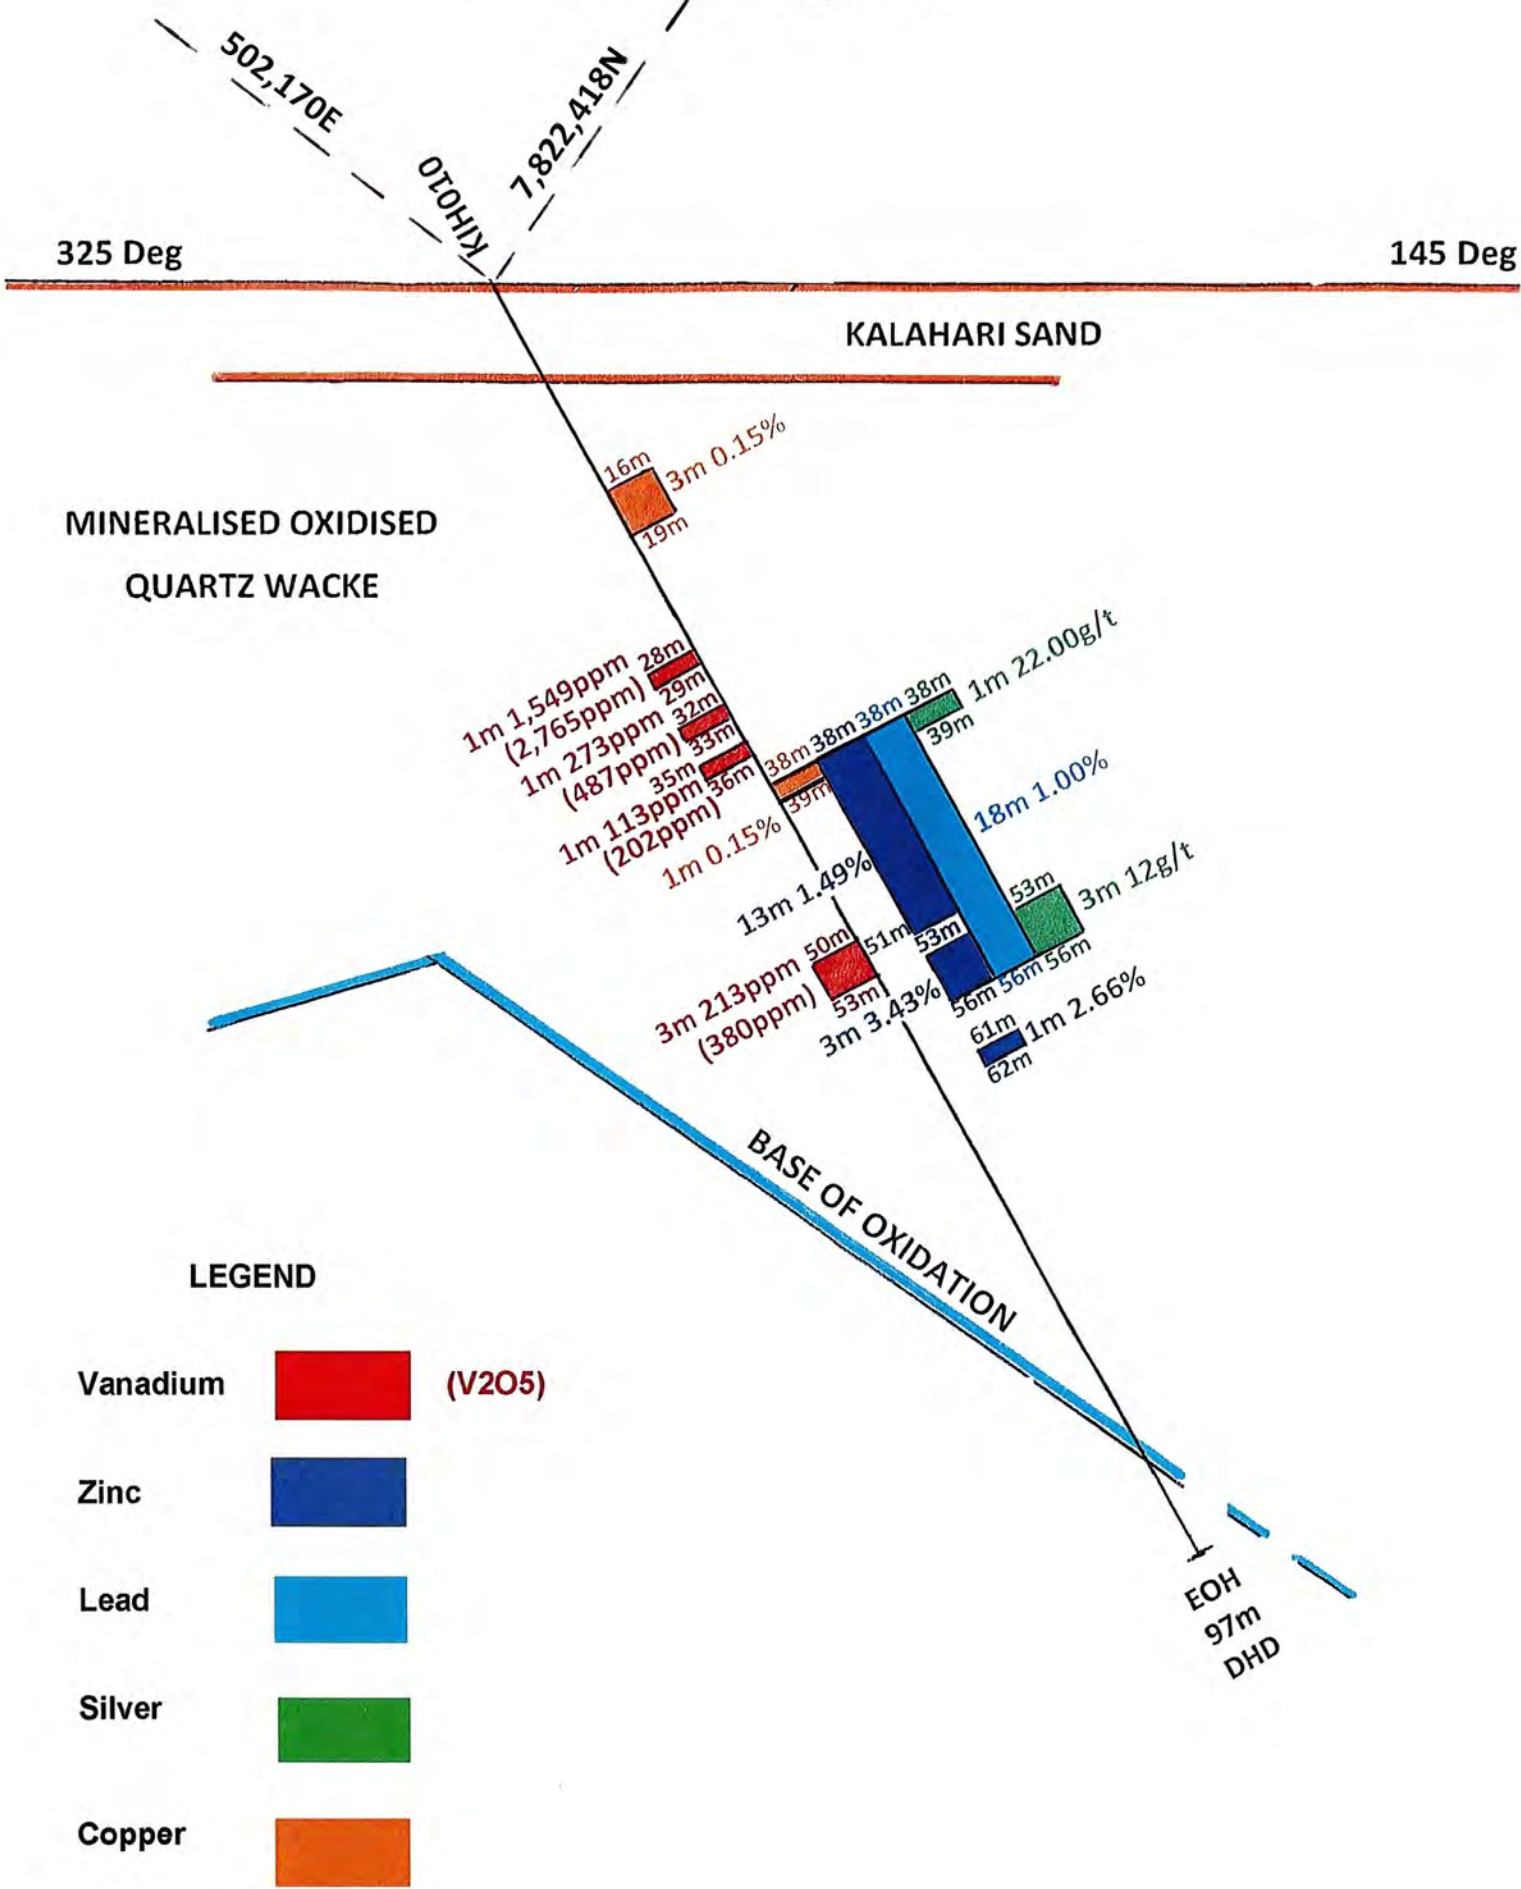 502,170E
7,822,418N
KIH010
325 Deg
145 Deg
KALAHARI SAND
16m
3m 0.15%
19m
MINERALISED OXIDISED
QUARTZ WACKE
28m
1m 1,549ppm
(2,765ppm)
29m
32m
1m 273ppm
(487ppm)
33m
35m
1m 113ppm
(202ppm)
36m
38m
39m
1m 0.15%
38m
38m
38m
1m 22.00g/t
39m
18m 1.00%
13m 1.49%
51m
50m
3m 213ppm
(380ppm)
53m
53m
3m 3.43%
56m
56m
53m
3m 12g/t
56m
61m
1m 2.66%
62m
BASE OF OXIDATION
EOH
97m
DHD
LEGEND
Vanadium
(V2O5)
Zinc
Lead
Silver
Copper